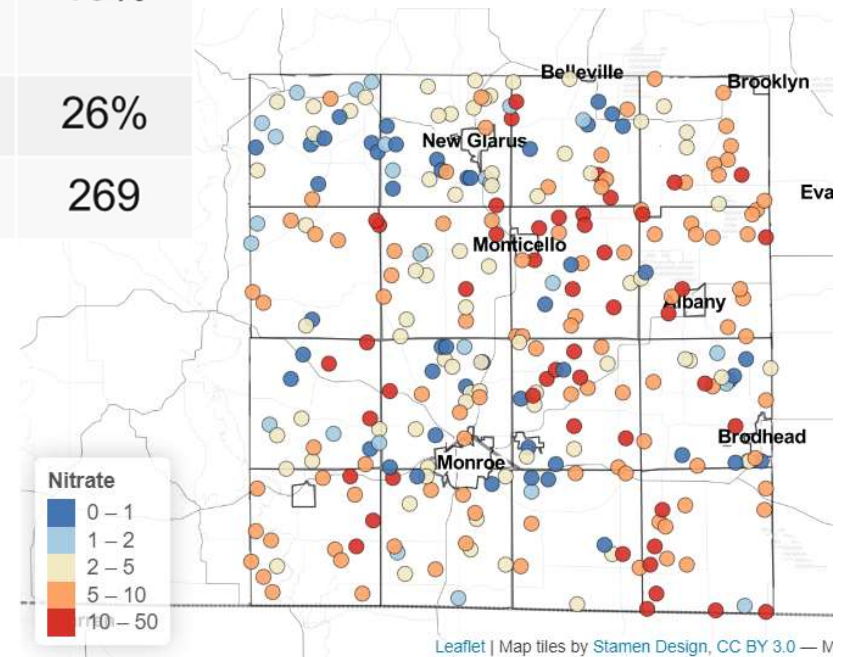 26%
269
Belleville
Brooklyn
New Glarus
Eva
Monticello
Albany
Brodhead
Monroe
Nitrate
0 – 1
1 – 2
2 – 5
5 – 10
10 – 50
Leaflet | Map tiles by Stamen Design, CC BY 3.0 — M